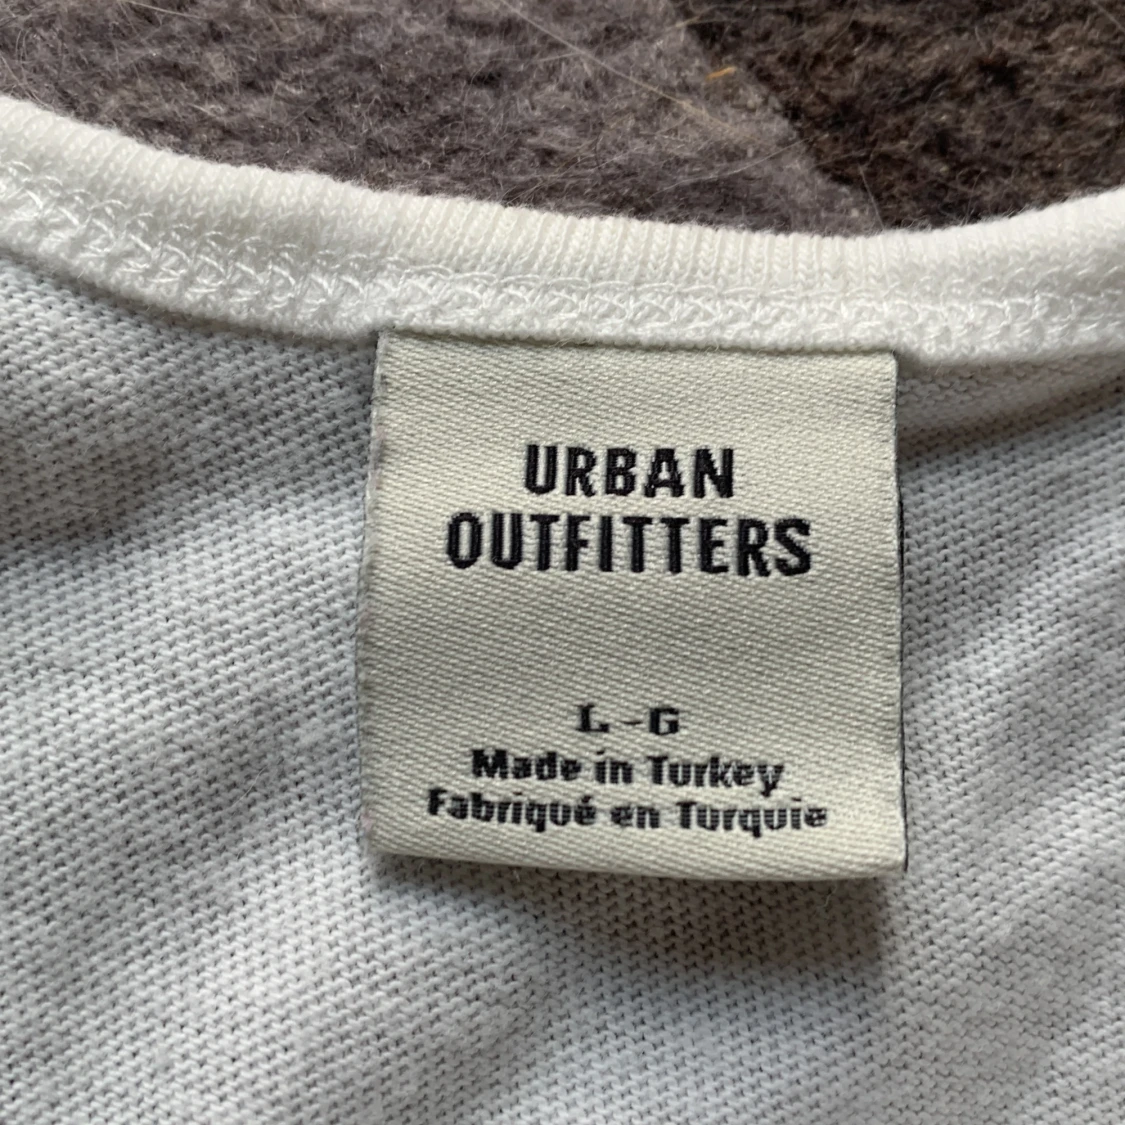 URBAN
OUTFITTERS
L-G
Made in Turkey
Fabriqué en Turquie